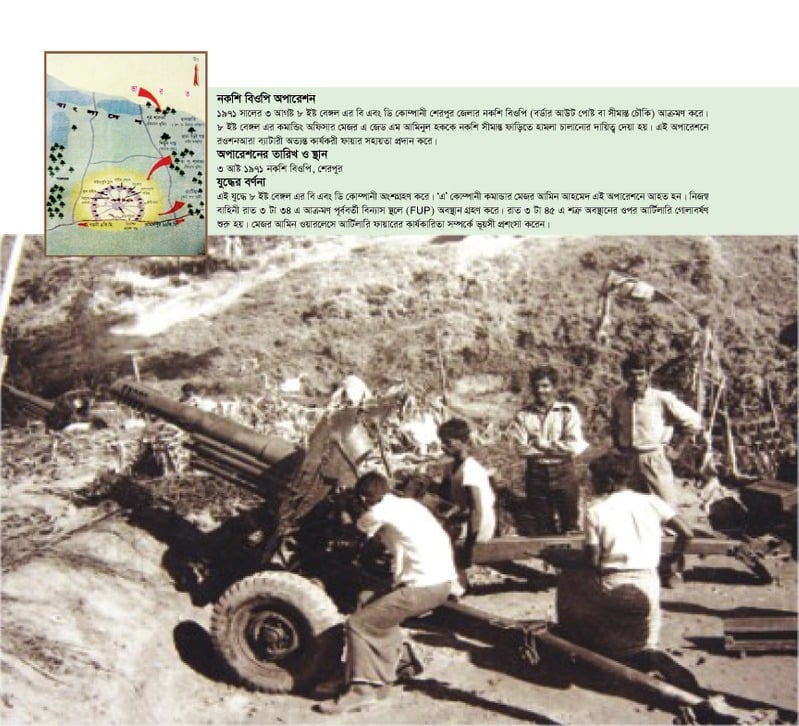 উঃ
ভা র ত
বা ং লা দে শ
নকশি বিওপি অপারেশন
১৯৭১ সালের ৩ আগষ্ট ৮ ইষ্ট বেঙ্গল এর বি এবং ডি কোম্পানী শেরপুর জেলার নকশি বিওপি (বর্ডার আউট পোষ্ট বা সীমান্ত চৌকি) আক্রমণ করে।
৮ ইষ্ট বেঙ্গল এর কমান্ডিং অফিসার মেজর এ জেড এম আমিনুল হককে নকশি সীমান্ত ফাড়িতে হামলা চালানোর দায়িত্ব দেয়া হয়। এই অপারেশনে
রওশনআরা ব্যাটারী অত্যন্ত কার্যকরী ফায়ার সহায়তা প্রদান করে।
অপারেশনের তারিখ ও স্থান
৩ আষ্ট ১৯৭১ নকশি বিওপি, শেরপুর
যুদ্ধের বর্ণনা
এই যুদ্ধে ৮ ইষ্ট বেঙ্গল এর বি এবং ডি কোম্পানী অংশগ্রহণ করে। 'এ' কোম্পানী কমান্ডার মেজর আমিন আহমেদ এই অপারেশনে আহত হন। নিজস্ব
বাহিনী রাত ৩ টা ৩৪ এ আক্রমণ পূর্ববর্তী বিন্যাস স্থলে (FUP) অবস্থান গ্রহণ করে। রাত ৩ টা ৪৫ এ শত্রু অবস্থানের ওপর আর্টিলারি গোলাবর্ষণ
শুরু হয়। মেজর আমিন ওয়ারলেসে আর্টিলারি ফায়ারের কার্যকারিতা সম্পর্কে ভূয়সী প্রশংসা করেন।